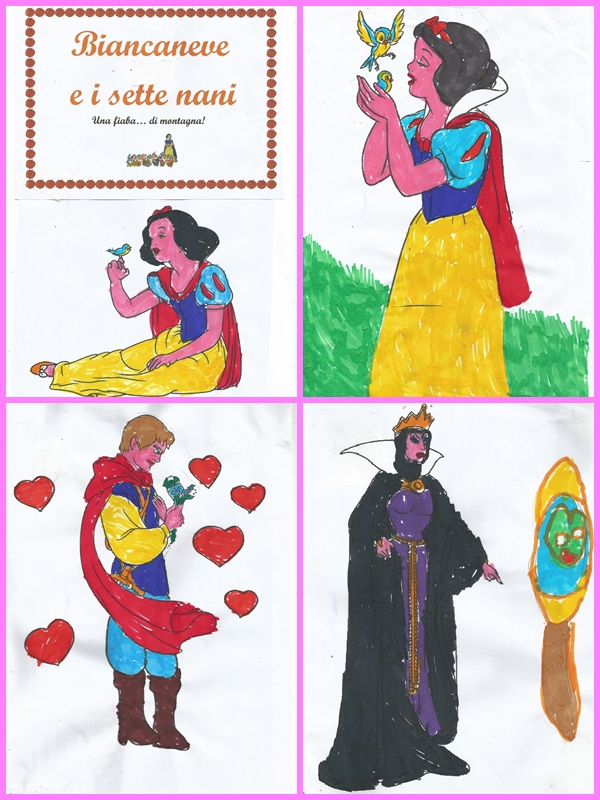 Biancaneve
e i sette nani
Una fiaba... di montagna!